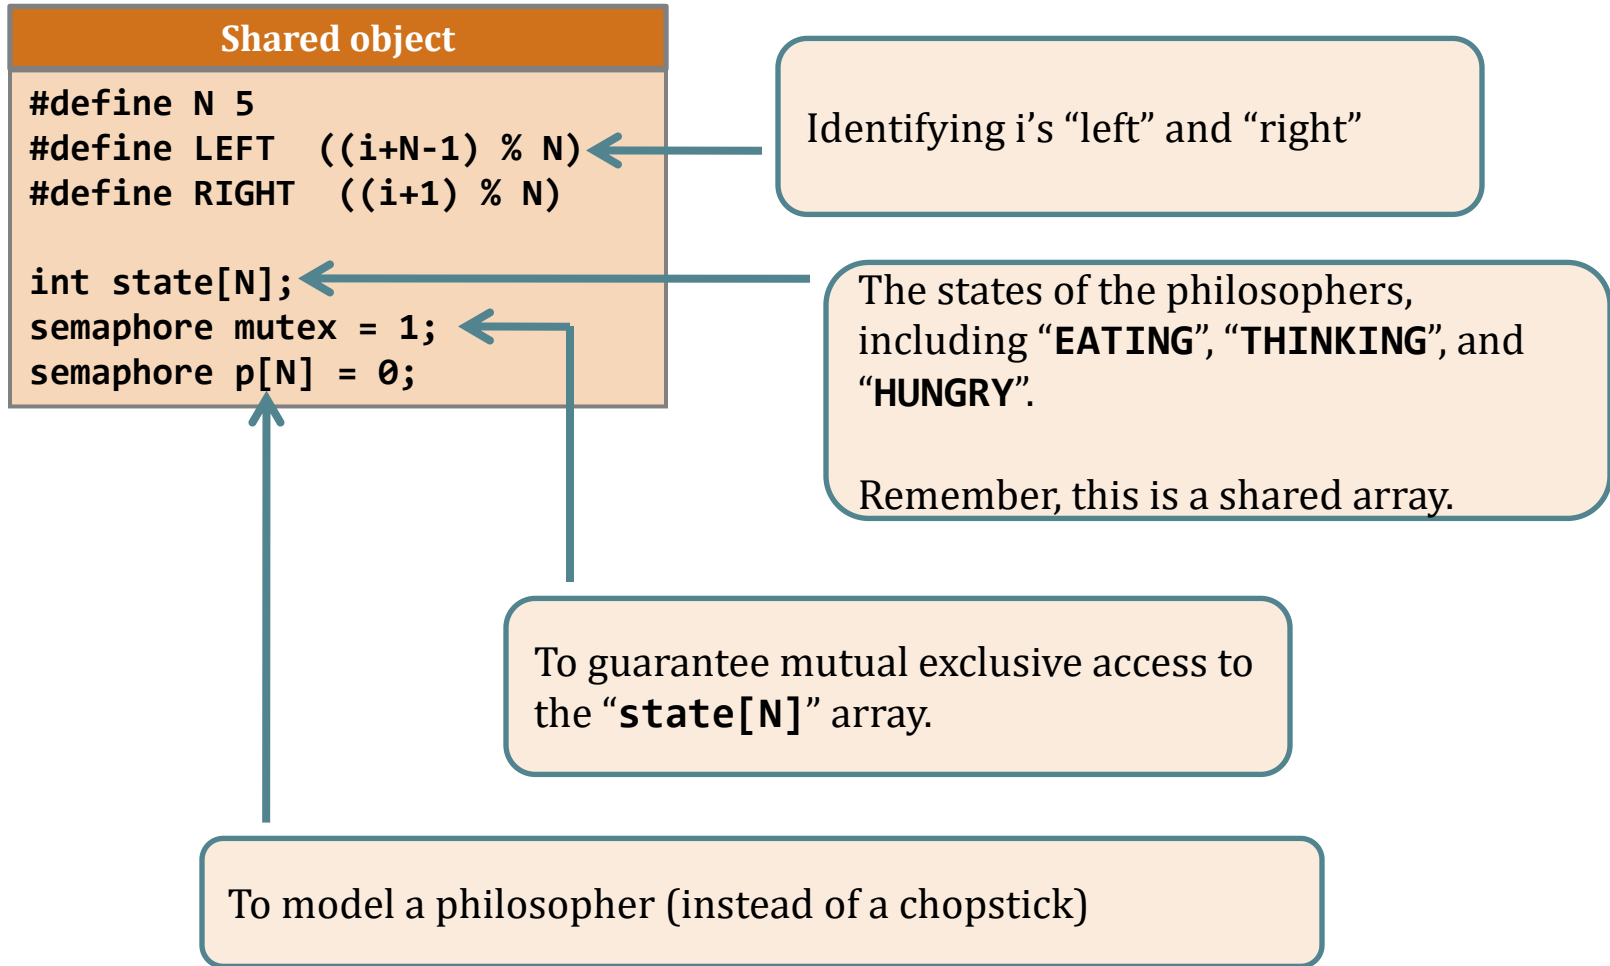 Shared object
#define N 5
#define LEFT ((i+N-1) % N)
#define RIGHT ((i+1) % N)
int state[N];
semaphore mutex = 1;
semaphore p[N] = 0;
Identifying i’s “left” and “right”
The states of the philosophers,
including “EATING”, “THINKING”, and
“HUNGRY”.
Remember, this is a shared array.
To guarantee mutual exclusive access to
the “state[N]” array.
To model a philosopher (instead of a chopstick)